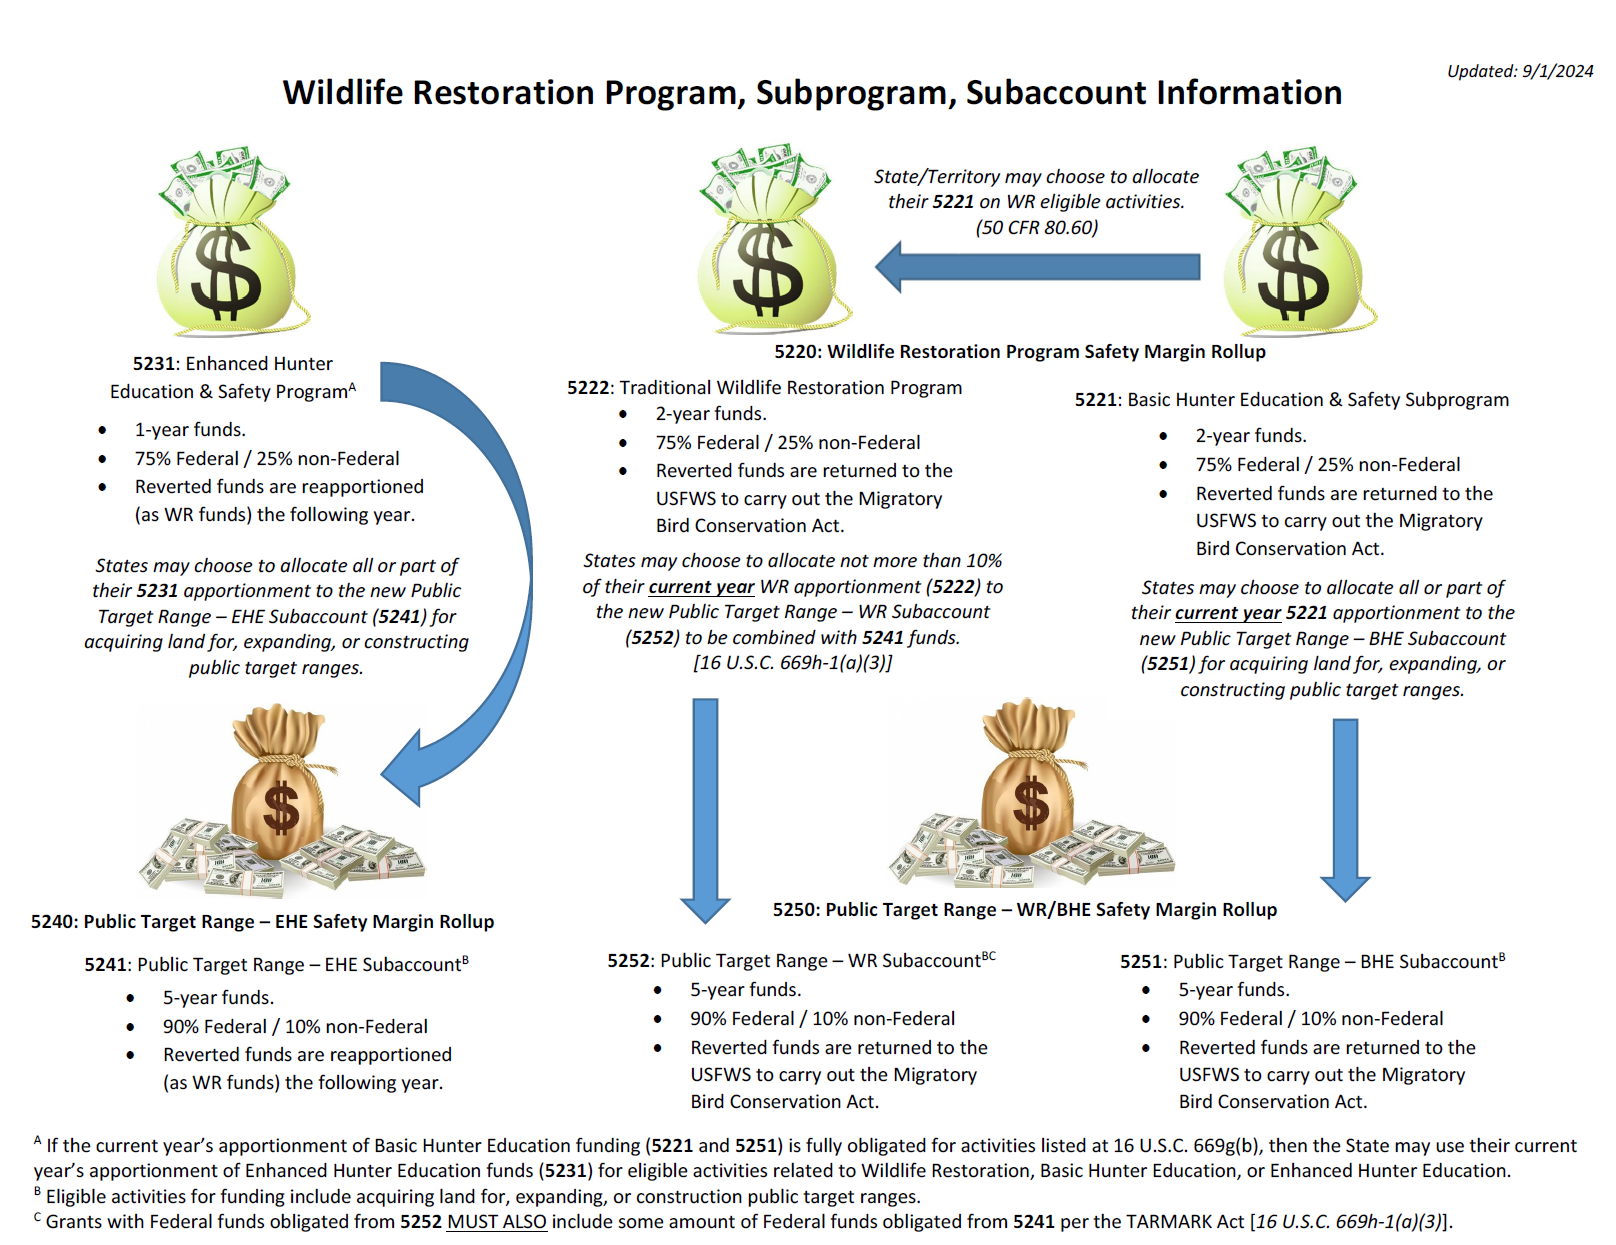 Updated: 9/1/2024
Wildlife Restoration Program, Subprogram, Subaccount Information
State/Territory may choose to allocate
their 5221 on WR eligible activities.
(50 CFR 80.60)
5220: Wildlife Restoration Program Safety Margin Rollup
5231: Enhanced Hunter
Education & Safety ProgramA
• 1-year funds.
• 75% Federal / 25% non-Federal
• Reverted funds are reapportioned
(as WR funds) the following year.
States may choose to allocate all or part of
their 5231 apportionment to the new Public
Target Range – EHE Subaccount (5241) for
acquiring land for, expanding, or constructing
public target ranges.
5222: Traditional Wildlife Restoration Program
• 2-year funds.
• 75% Federal / 25% non-Federal
• Reverted funds are returned to the
USFWS to carry out the Migratory
Bird Conservation Act.
States may choose to allocate not more than 10%
of their current year WR apportionment (5222) to
the new Public Target Range – WR Subaccount
(5252) to be combined with 5241 funds.
[16 U.S.C. 669h-1(a)(3)]
5221: Basic Hunter Education & Safety Subprogram
• 2-year funds.
• 75% Federal / 25% non-Federal
• Reverted funds are returned to the
USFWS to carry out the Migratory
Bird Conservation Act.
States may choose to allocate all or part of
their current year 5221 apportionment to the
new Public Target Range – BHE Subaccount
(5251) for acquiring land for, expanding, or
constructing public target ranges.
5240: Public Target Range – EHE Safety Margin Rollup
5241: Public Target Range – EHE SubaccountB
• 5-year funds.
• 90% Federal / 10% non-Federal
• Reverted funds are reapportioned
(as WR funds) the following year.
5250: Public Target Range – WR/BHE Safety Margin Rollup
5252: Public Target Range – WR SubaccountBC
• 5-year funds.
• 90% Federal / 10% non-Federal
• Reverted funds are returned to the
USFWS to carry out the Migratory
Bird Conservation Act.
5251: Public Target Range – BHE SubaccountB
• 5-year funds.
• 90% Federal / 10% non-Federal
• Reverted funds are returned to the
USFWS to carry out the Migratory
Bird Conservation Act.
A If the current year's apportionment of Basic Hunter Education funding (5221 and 5251) is fully obligated for activities listed at 16 U.S.C. 669g(b), then the State may use their current
year's apportionment of Enhanced Hunter Education funds (5231) for eligible activities related to Wildlife Restoration, Basic Hunter Education, or Enhanced Hunter Education.
B Eligible activities for funding include acquiring land for, expanding, or construction public target ranges.
C Grants with Federal funds obligated from 5252 MUST ALSO include some amount of Federal funds obligated from 5241 per the TARMARK Act [16 U.S.C. 669h-1(a)(3)].